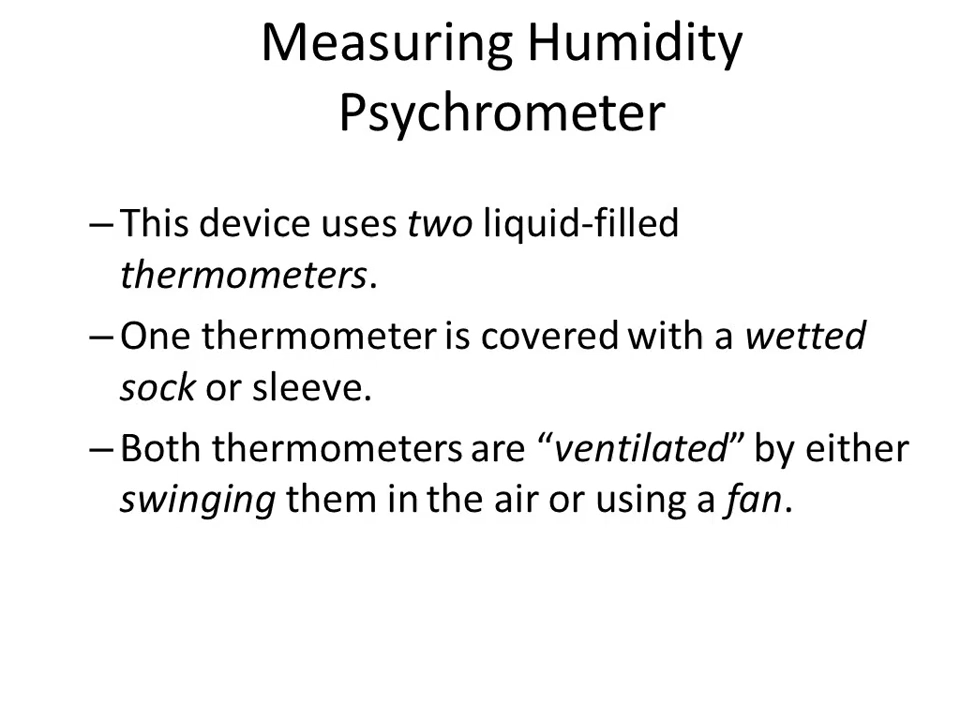 Measuring Humidity
Psychrometer
– This device uses two liquid-filled
thermometers.
– One thermometer is covered with a wetted
sock or sleeve.
– Both thermometers are “ventilated” by either
swinging them in the air or using a fan.